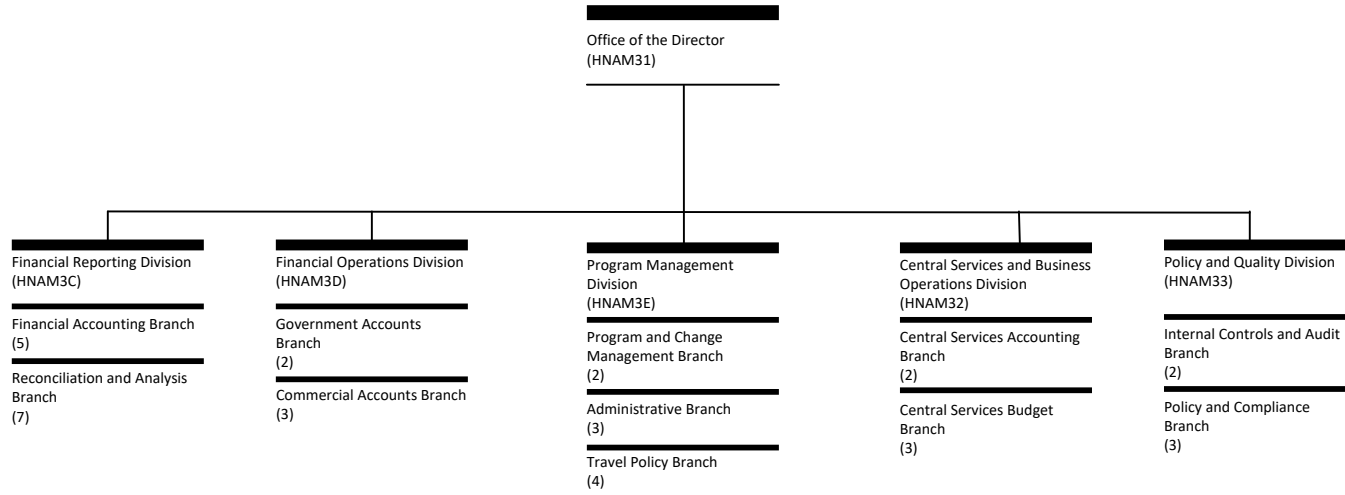 Office of the Director
(HNAM31)
Financial Reporting Division
(HNAM3C)
Financial Accounting Branch
(5)
Reconciliation and Analysis
Branch
(7)
Financial Operations Division
(HNAM3D)
Government Accounts
Branch
(2)
Commercial Accounts Branch
(3)
Program Management
Division
(HNAM3E)
Program and Change
Management Branch
(2)
Administrative Branch
(3)
Travel Policy Branch
(4)
Central Services and Business
Operations Division
(HNAM32)
Central Services Accounting
Branch
(2)
Central Services Budget
Branch
(3)
Policy and Quality Division
(HNAM33)
Internal Controls and Audit
Branch
(2)
Policy and Compliance
Branch
(3)